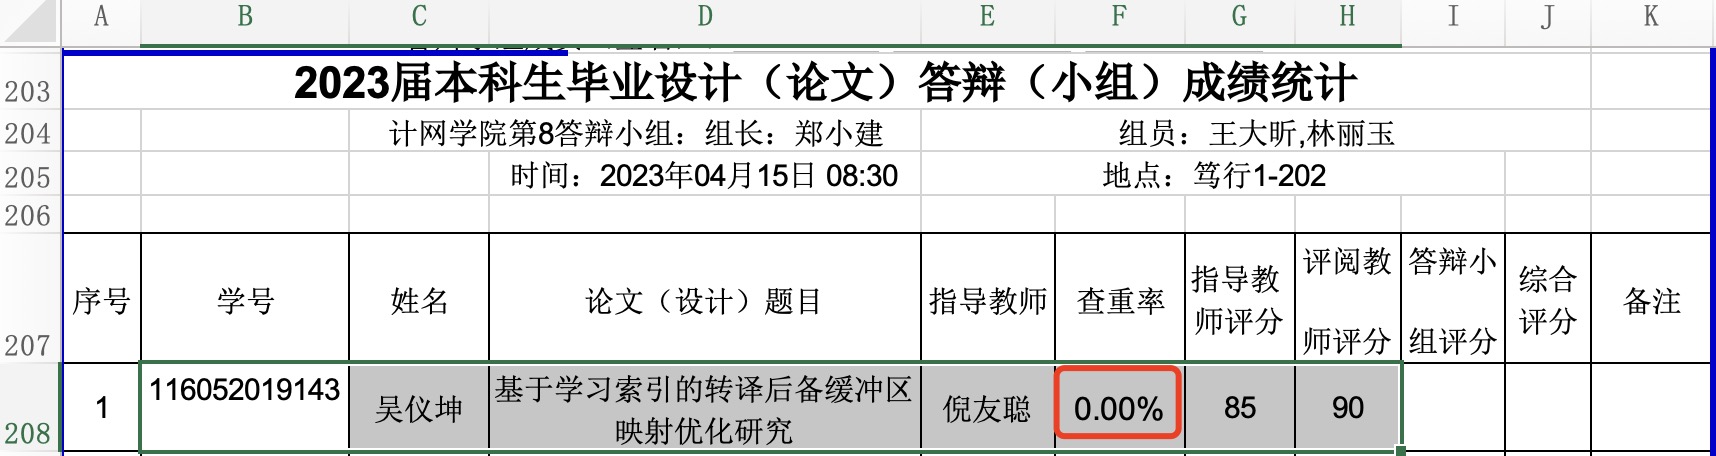 A B C D E F G H I J K
203 2023届本科生毕业设计（论文）答辩（小组）成绩统计
204 计网学院第8答辩小组：组长：郑小建 组员：王大昕,林丽玉
205 时间：2023年04月15日 08:30 地点：笃行1-202
206
207 序号 学号 姓名 论文（设计）题目 指导教师 查重率 指导教师评分 评阅教师评分 答辩小组评分 综合评分 备注
208 1 116052019143 吴仪坤 基于学习索引的转译后备缓冲区映射优化研究 倪友聪 0.00% 85 90